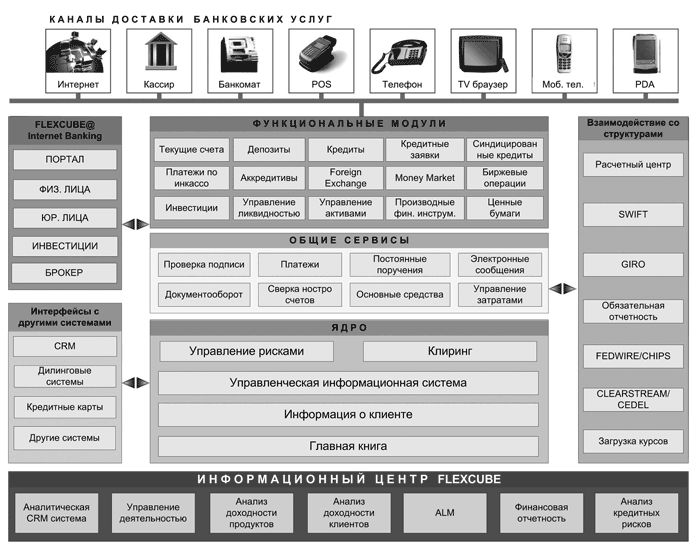 КАНАЛЫ ДОСТАВКИ БАНКОВСКИХ УСЛУГ
Интернет
Кассир
Банкомат
POS
Телефон
TV браузер
Моб. тел.
PDA
FLEXCUBE@
Internet Banking
ПОРТАЛ
ФИЗ. ЛИЦА
ЮР. ЛИЦА
ИНВЕСТИЦИИ
БРОКЕР
Интерфейсы с
другими системами
CRM
Дилинговые
системы
Кредитные карты
Другие системы
ФУНКЦИОНАЛЬНЫЕ МОДУЛИ
Текущие счета
Депозиты
Кредиты
Кредитные
заявки
Синдицирован
ные кредиты
Платежи по
инкассо
Аккредитивы
Foreign
Exchange
Money Market
Биржевые
операции
Инвестиции
Управление
ликвидностью
Управление
активами
Производные
фин. инструм.
Ценные
бумаги
ОБЩИЕ СЕРВИСЫ
Проверка подписи
Платежи
Постоянные
поручения
Электронные
сообщения
Документооборот
Сверка ностро
счетов
Основные средства
Управление
затратами
ЯДРО
Управление рисками
Клиринг
Управленческая информационная система
Информация о клиенте
Главная книга
Взаимодействие со
структурами
Расчетный центр
SWIFT
GIRO
Обязательная
отчетность
FEDWIRE/CHIPS
CLEARSTREAM/
CEDEL
Загрузка курсов
ИНФОРМАЦИОННЫЙ ЦЕНТР FLEXCUBE
Аналитическая
CRM система
Управление
деятельностью
Анализ
доходности
продуктов
Анализ
доходности
клиентов
ALM
Финансовая
отчетность
Анализ
кредитных
рисков